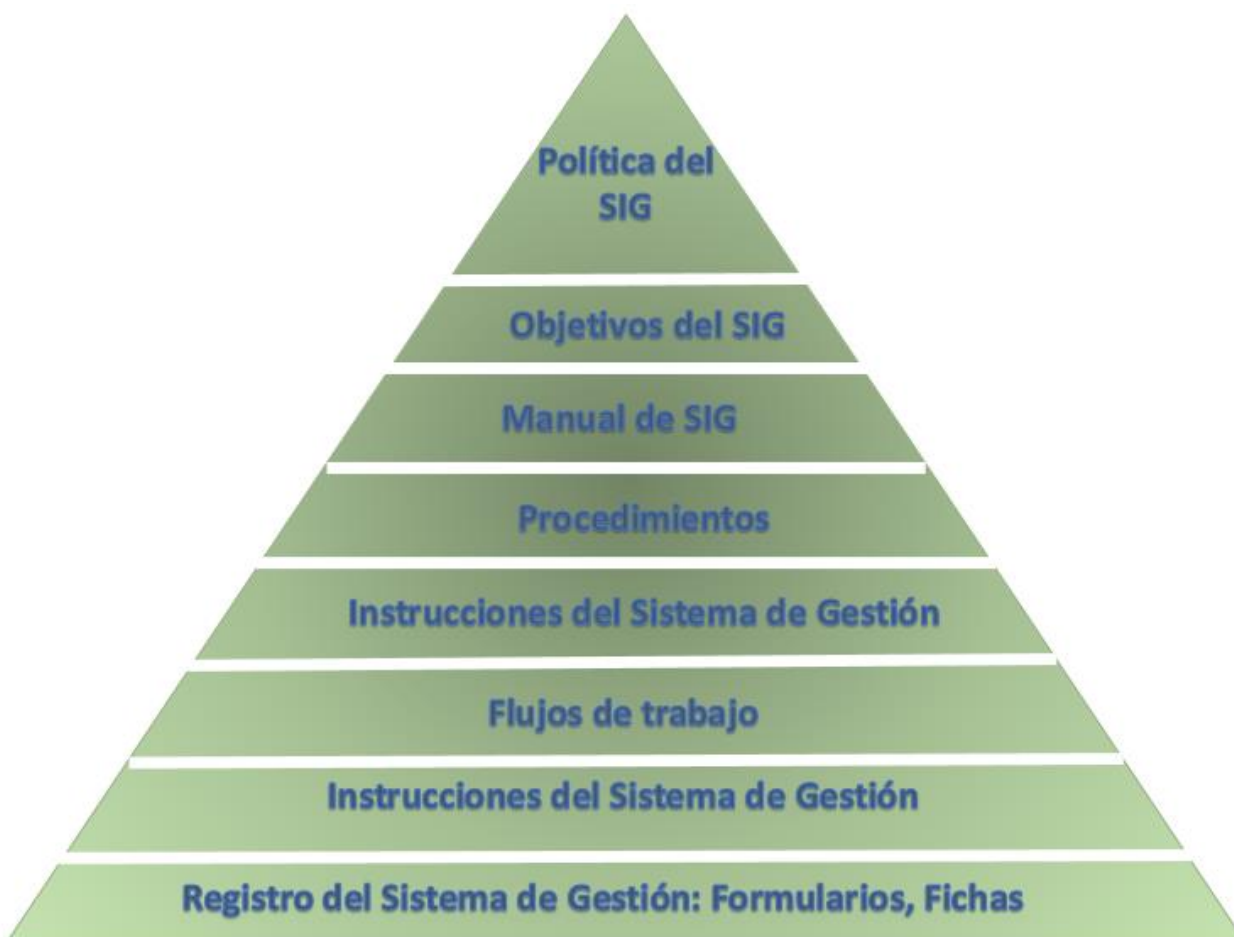 Política del
SIG
Objetivos del SIG
Manual de SIG
Procedimientos
Instrucciones del Sistema de Gestión
Flujos de trabajo
Instrucciones del Sistema de Gestión
Registro del Sistema de Gestión: Formularios, Fichas